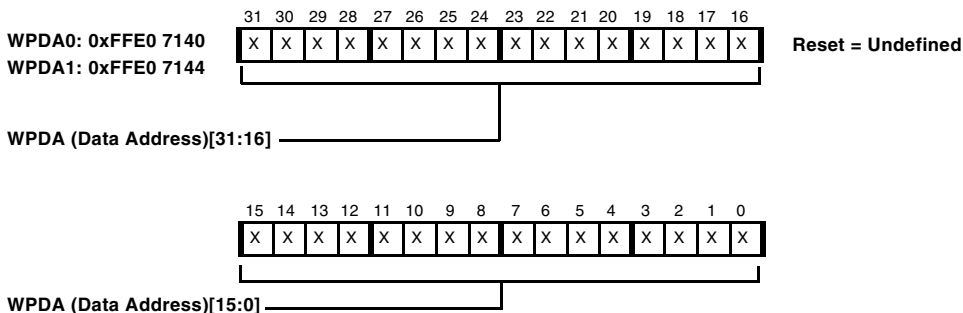 31 30 29 28 27 26 25 24 23 22 21 20 19 18 17 16
WPDA0: 0xFFE0 7140 X X X X X X X X X X X X X X X X Reset = Undefined
WPDA1: 0xFFE0 7144
WPDA (Data Address)[31:16]
15 14 13 12 11 10 9 8 7 6 5 4 3 2 1 0
X X X X X X X X X X X X X X X X
WPDA (Data Address)[15:0]